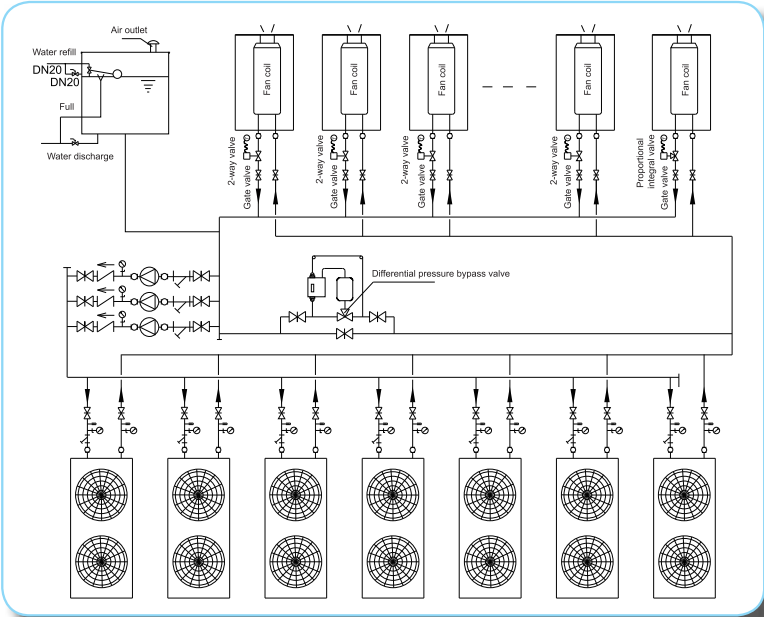 Air outlet
Water refill
DN20
DN20
Full
Water discharge
Fan coil
Fan coil
Fan coil
Fan coil
Fan coil
2-way valve
Gate valve
2-way valve
Gate valve
2-way valve
Gate valve
2-way valve
Gate valve
Proportional
integral valve
Gate valve
Differential pressure bypass valve